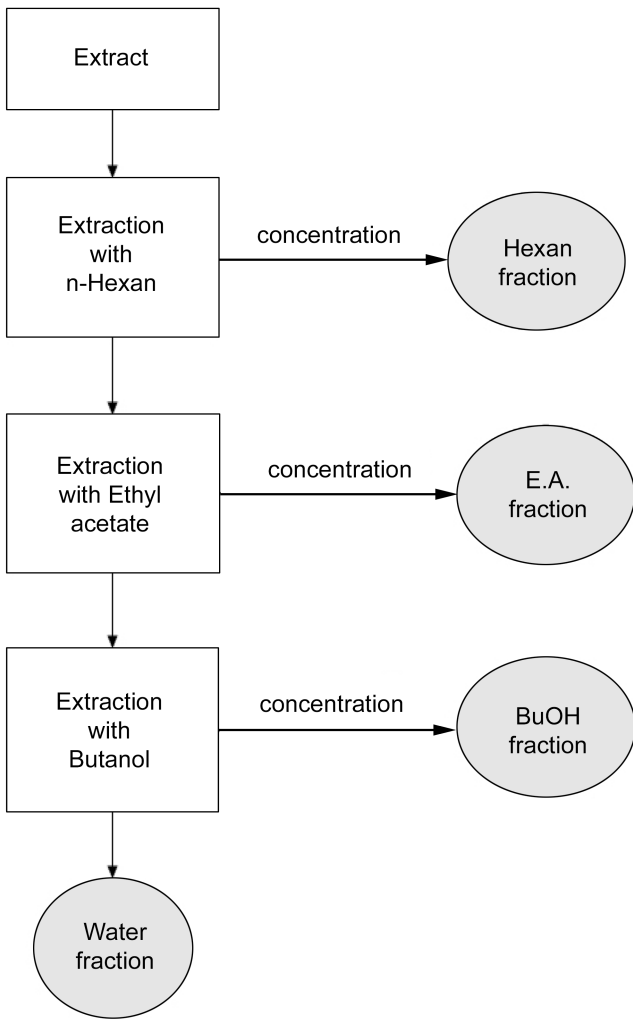 Extract
Extraction
with
n-Hexan
concentration
Hexan
fraction
Extraction
with Ethyl
acetate
concentration
E.A.
fraction
Extraction
with
Butanol
concentration
BuOH
fraction
Water
fraction